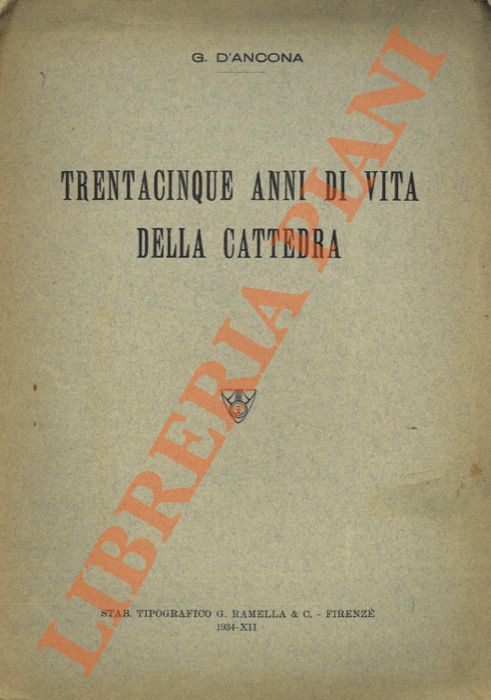 G. D'ANCONA
TRENTACINQUE ANNI DI VITA
DELLA CATTEDRA
STAB. TIPOGRAFICO G. RAMELLA & C. - FIRENZE
1934-XII
LIBRERIA PIANI